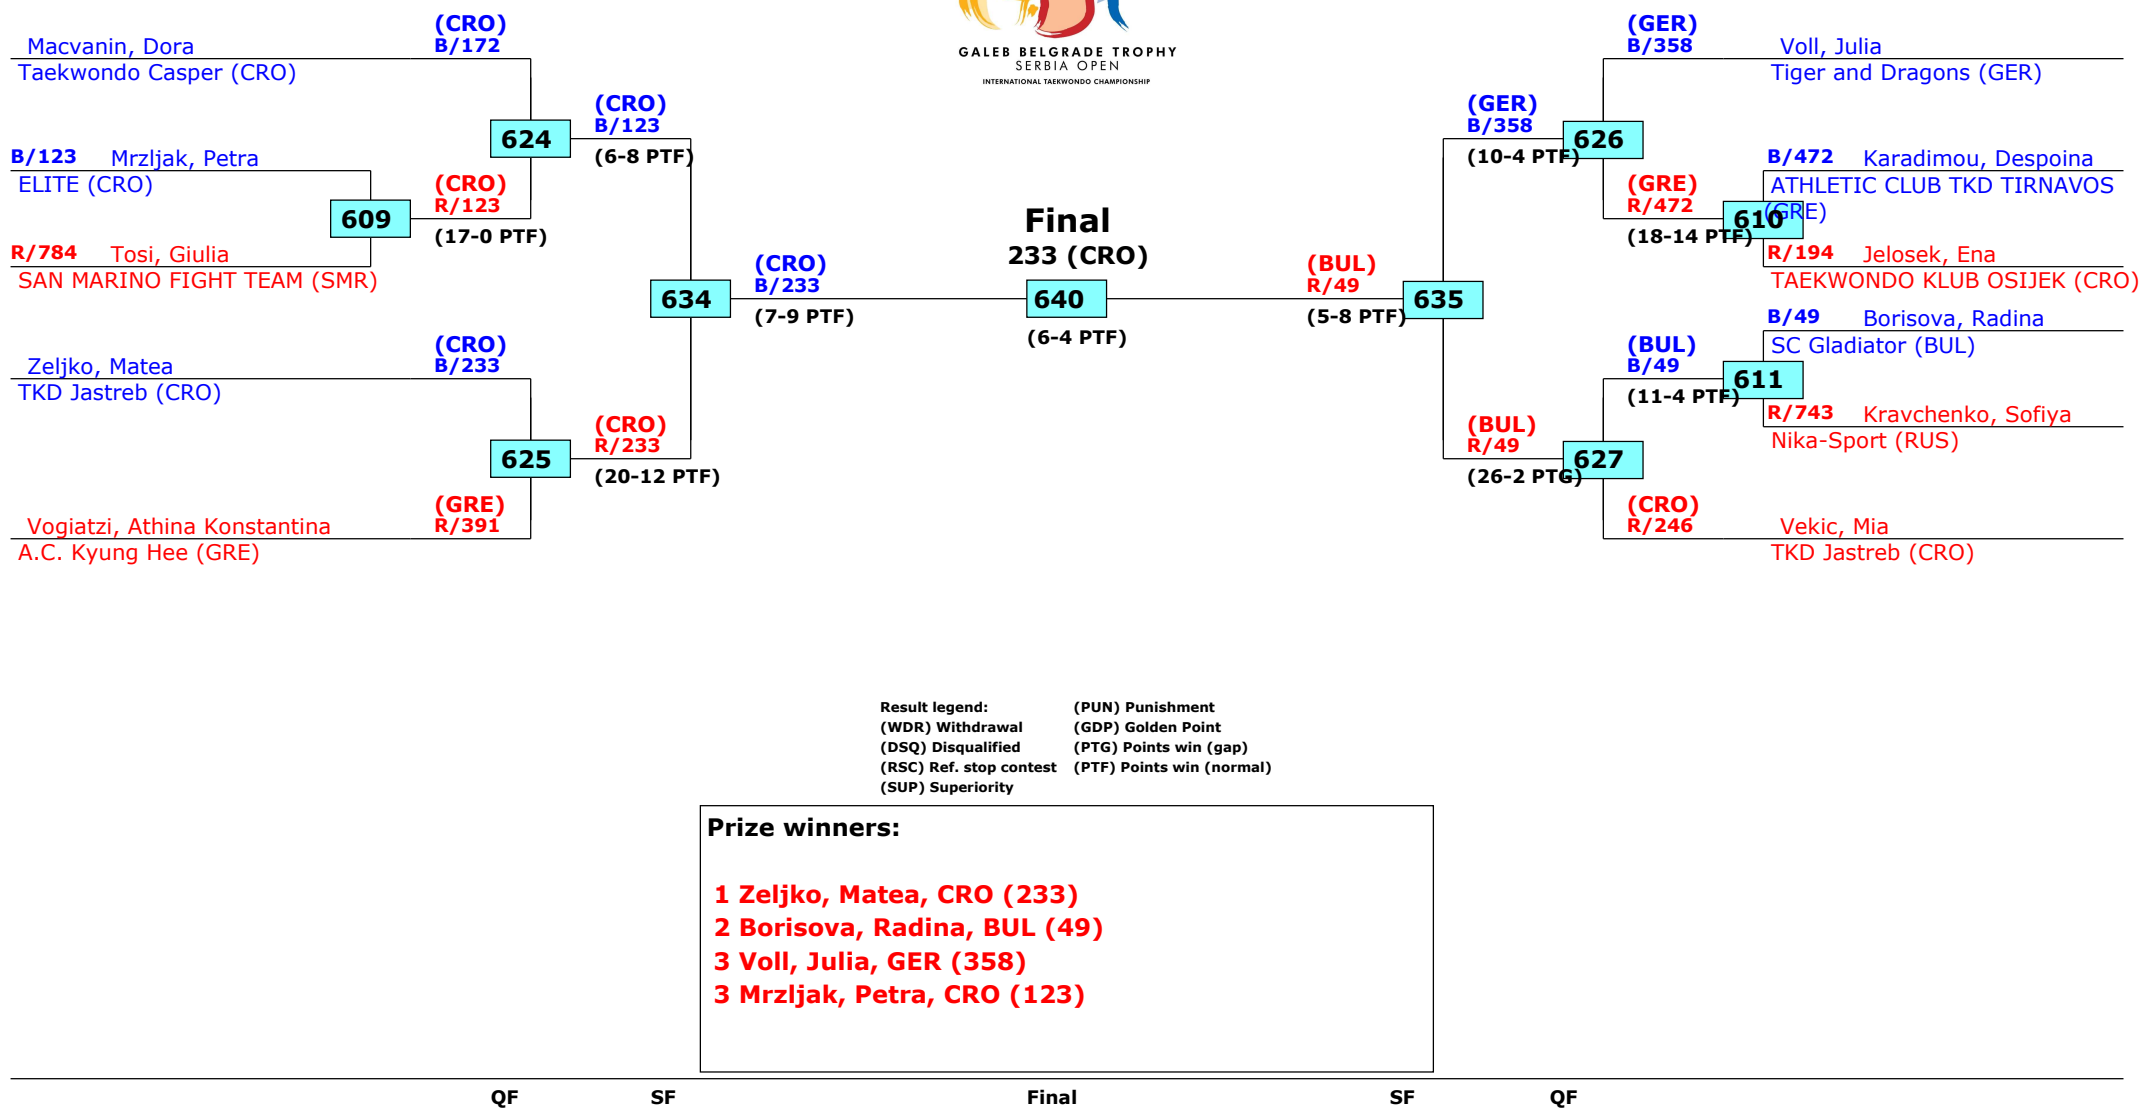 GALEB BELGRADE TROPHY
SERBIA OPEN
INTERNATIONAL TAEKWONDO CHAMPIONSHIP
(CRO)
B/172
Macvanin, Dora
Taekwondo Casper (CRO)
624
(CRO)
B/123
(6-8 PTF)
B/123 Mrzljak, Petra
ELITE (CRO)
609
(CRO)
R/123
(17-0 PTF)
R/784 Tosi, Giulia
SAN MARINO FIGHT TEAM (SMR)
634
(CRO)
B/233
(7-9 PTF)
Zeljko, Matea
TKD Jastreb (CRO)
(CRO)
B/233
625
(CRO)
R/233
(20-12 PTF)
(GRE)
R/391
Vogiatzi, Athina Konstantina
A.C. Kyung Hee (GRE)
Final
233 (CRO)
640
(6-4 PTF)
(BUL)
R/49
(5-8 PTF)
635
(GER)
B/358
(10-4 PTF)
626
(GER)
B/358
Voll, Julia
Tiger and Dragons (GER)
(GRE)
R/472
(18-14 PTF)
610
B/472 Karadimou, Despoina
ATHLETIC CLUB TKD TIRNAVOS
(GRE)
R/194 Jelosek, Ena
TAEKWONDO KLUB OSIJEK (CRO)
B/49 Borisova, Radina
SC Gladiator (BUL)
(BUL)
B/49
(11-4 PTF)
611
R/743 Kravchenko, Sofiya
Nika-Sport (RUS)
(BUL)
R/49
(26-2 PTG)
627
(CRO)
R/246
Vekic, Mia
TKD Jastreb (CRO)
Result legend: (PUN) Punishment
(WDR) Withdrawal (GDP) Golden Point
(DSQ) Disqualified (PTG) Points win (gap)
(RSC) Ref. stop contest (PTF) Points win (normal)
(SUP) Superiority
Prize winners:
1 Zeljko, Matea, CRO (233)
2 Borisova, Radina, BUL (49)
3 Voll, Julia, GER (358)
3 Mrzljak, Petra, CRO (123)
QF SF Final SF QF